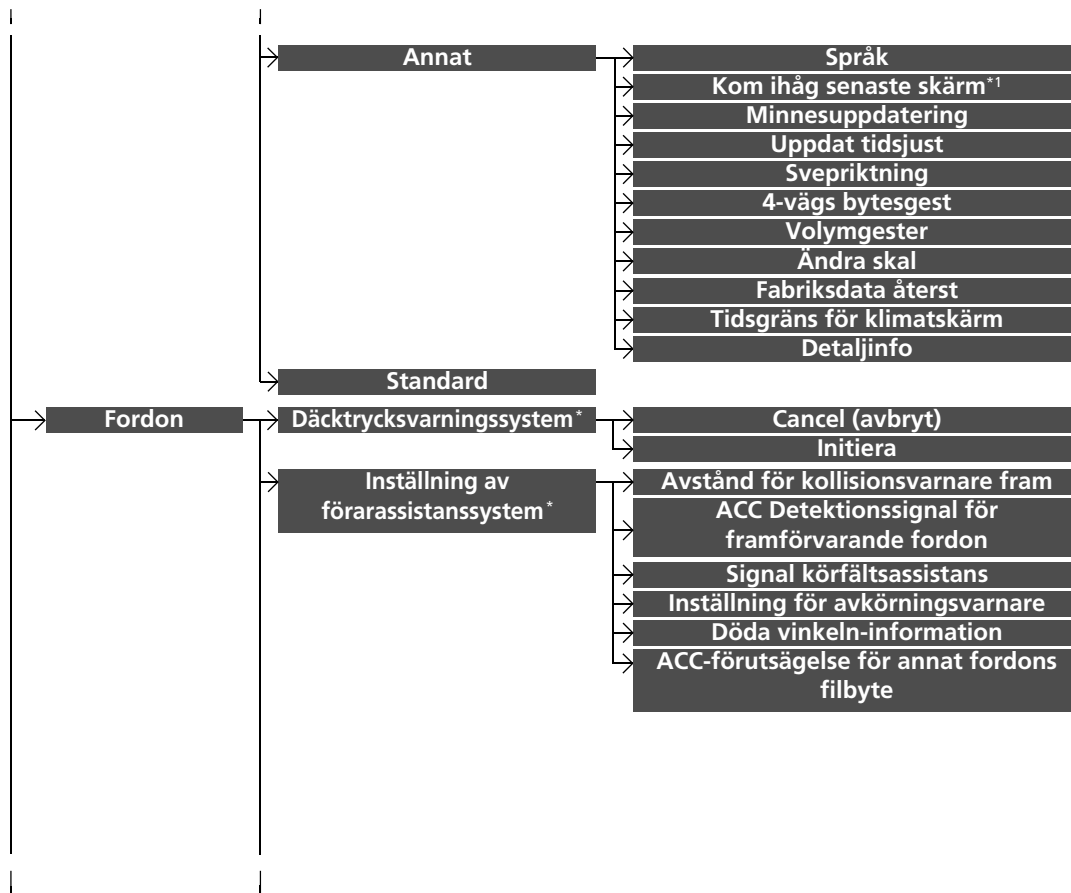 Annat
Språk
Kom ihåg senaste skärm*1
Minnesuppdatering
Uppdat tidsjust
Svepriktning
4-vägs bytesgest
Volymgester
Ändra skal
Fabriksdata återst
Tidsgräns för klimatskärm
Detaljinfo
Standard
Fordon
Däcktrycksvarningssystem*
Cancel (avbryt)
Initiera
Inställning av
förarassistanssystem*
Avstånd för kollisionsvarnare fram
ACC Detektionssignal för
framförvarande fordon
Signal körfältsassistans
Inställning för avkörningsvarnare
Döda vinkeln-information
ACC-förutsägelse för annat fordons
filbyte